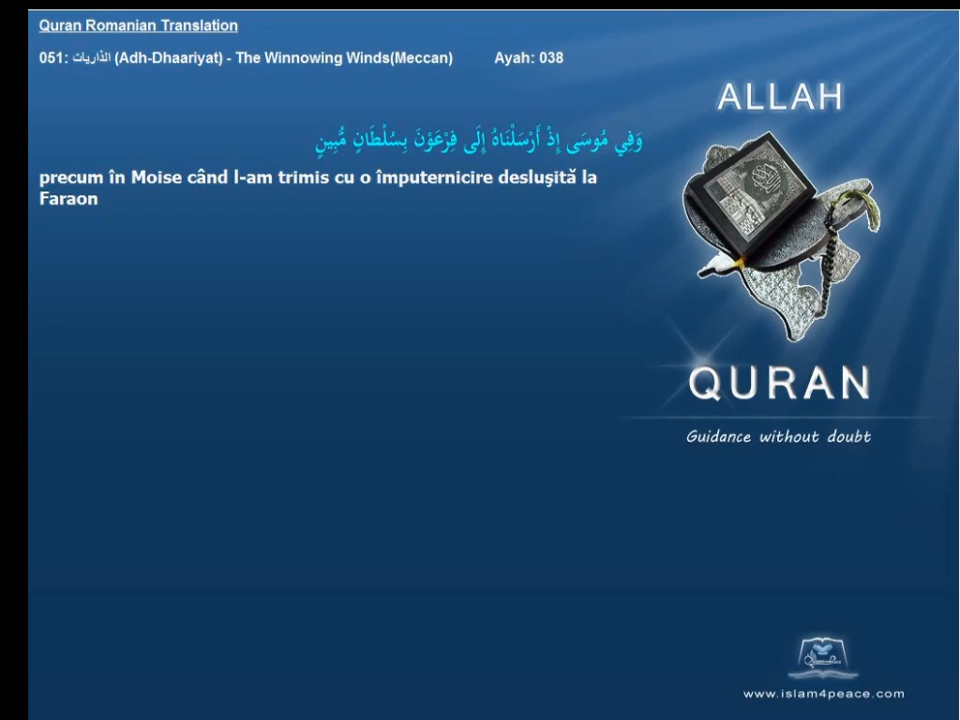 Quran Romanian Translation
051: الذاريات (Adh-Dhaariyat) - The Winnowing Winds(Meccan) Ayah: 038
وَفِي مُوسَى إِذْ أَرْسَلْنَاهُ إِلَى فِرْعَوْنَ بِسُلْطَانٍ مُّبِينٍ
precum în Moise când l-am trimis cu o împuternicire desluşită la
Faraon
ALLAH
QURAN
Guidance without doubt
www.islam4peace.com